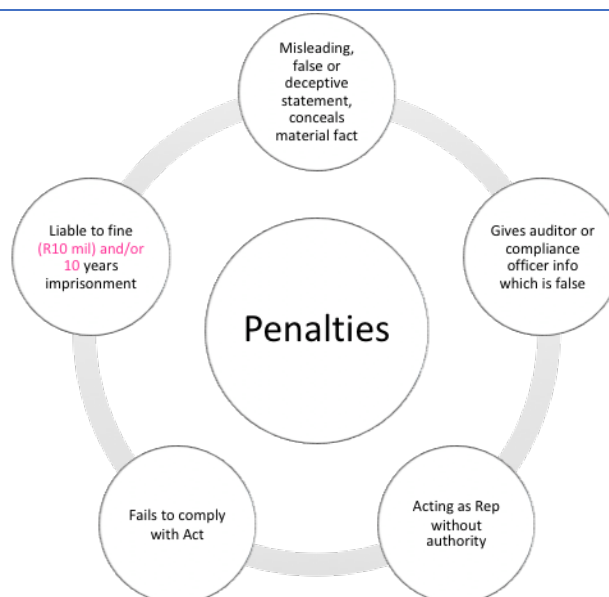 Misleading,
false or
deceptive
statement,
conceals
material fact
Gives auditor or
compliance
officer info
which is false
Acting as Rep
without
authority
Fails to comply
with Act
Liable to fine
(R10 mil) and/or
10 years
imprisonment
Penalties